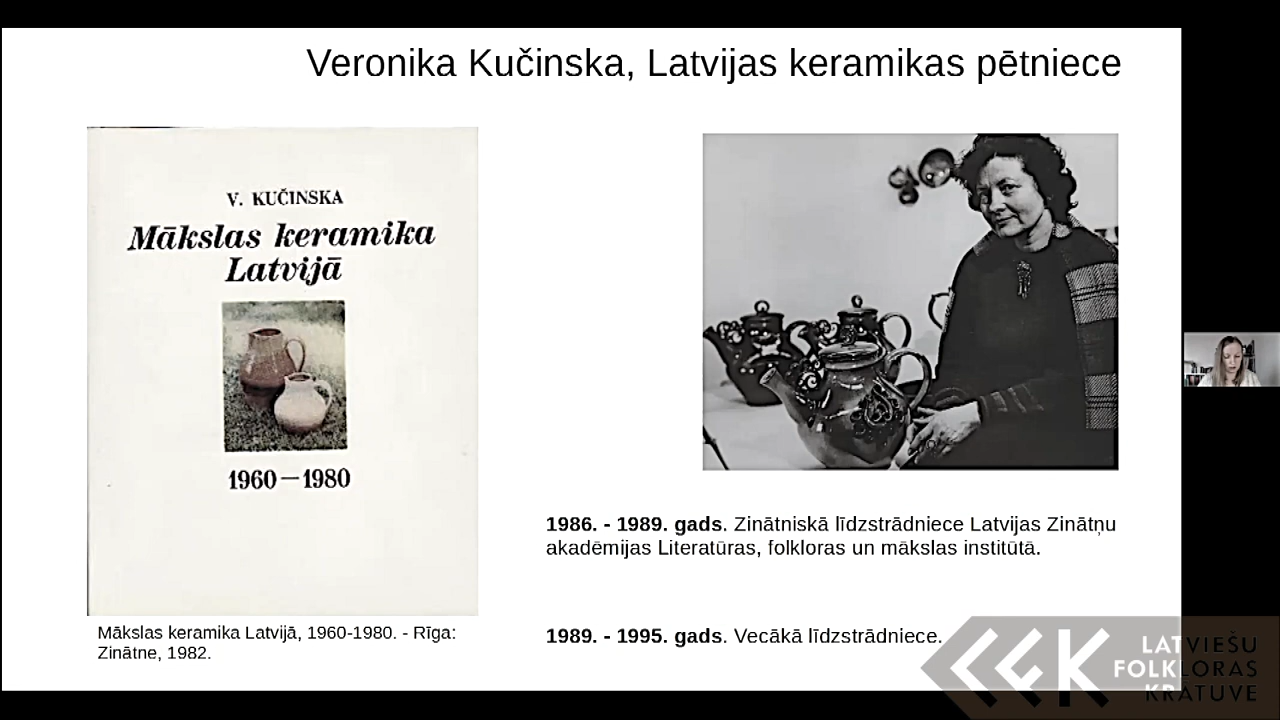 Veronika Kučinska, Latvijas keramikas pētniece
V. KUČINSKA
Mākslas keramika
Latvijā
1960—1980
Mākslas keramika Latvijā, 1960-1980. - Rīga:
Zinātne, 1982.
1986. - 1989. gads. Zinātniskā līdzstrādniece Latvijas Zinātņu
akadēmijas Literatūras, folkloras un mākslas institūtā.
1989. - 1995. gads. Vecākā līdzstrādniece.
LFK
LATVIEŠU
FOLKLORAS
KRĀTUVE